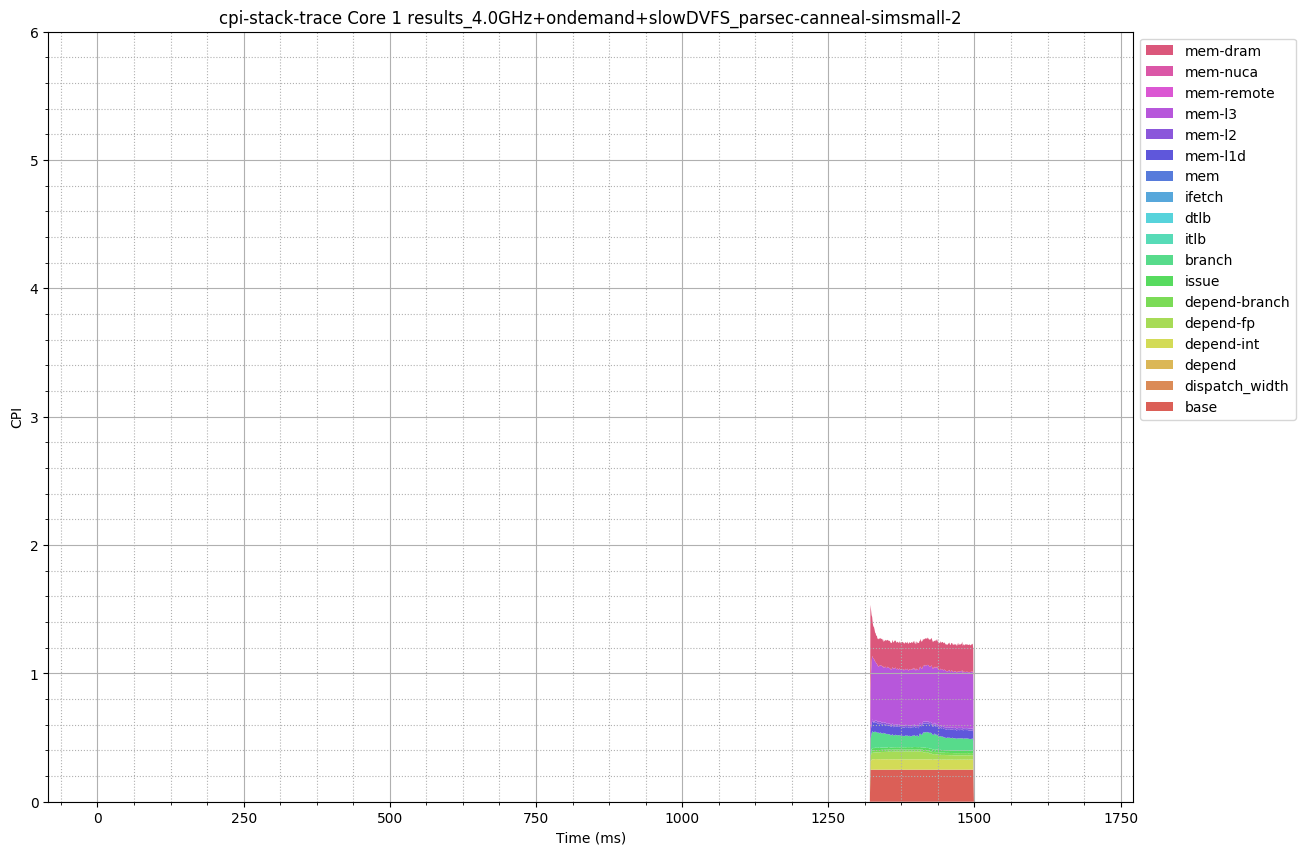 cpi-stack-trace Core 1 results_4.0GHz+ondemand+slowDVFS_parsec-canneal-simsmall-2
6
5
4
3
2
1
0
CPI
0 250 500 750 1000 1250 1500 1750
Time (ms)
mem-dram
mem-nuca
mem-remote
mem-l3
mem-l2
mem-l1d
mem
ifetch
dtlb
itlb
branch
issue
depend-branch
depend-fp
depend-int
depend
dispatch_width
base